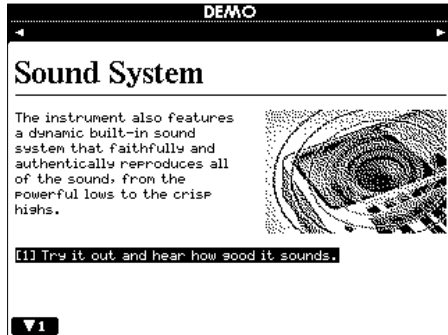 DEMO
Sound System
The instrument also features
a dynamic built-in sound
system that faithfully and
authentically reproduces all
of the sound, from the
powerful lows to the crisp
highs.
[1] Try it out and hear how good it sounds.
▼1